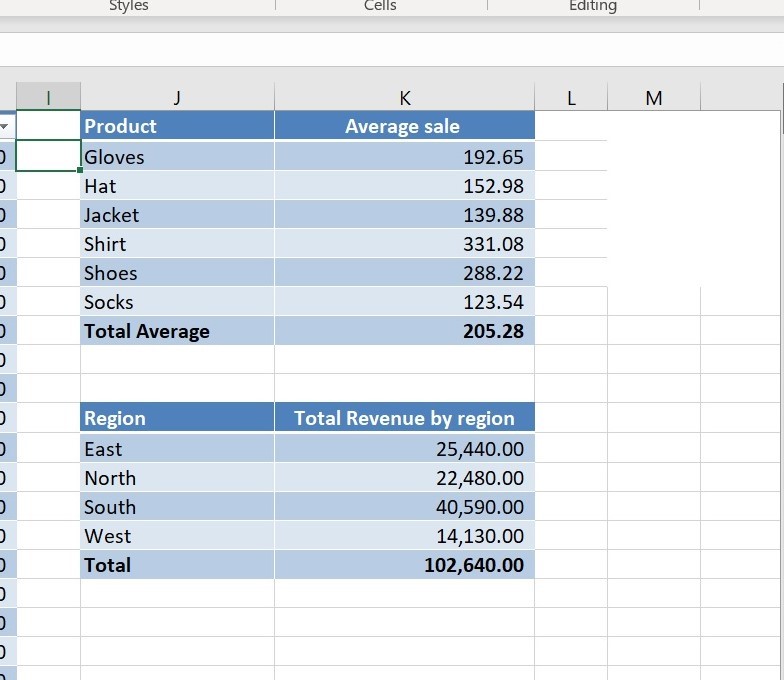 Styles Cells Editing
I J K L M
Product Average sale
Gloves 192.65
Hat 152.98
Jacket 139.88
Shirt 331.08
Shoes 288.22
Socks 123.54
Total Average 205.28
Region Total Revenue by region
East 25,440.00
North 22,480.00
South 40,590.00
West 14,130.00
Total 102,640.00